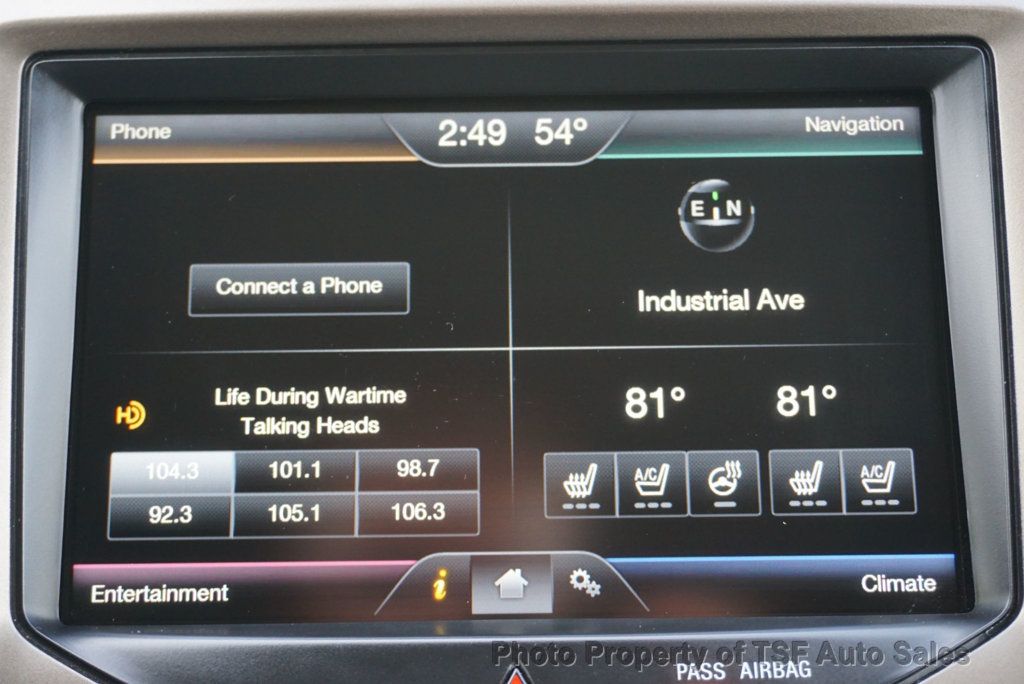 Phone
2:49 54°
Navigation
E N
Connect a Phone
Industrial Ave
HD
Life During Wartime
Talking Heads
81° 81°
104.3 101.1 98.7
92.3 105.1 106.3
A/C A/C
Entertainment
i
Climate
Photo Property of TSF Auto Sales
PASS AIRBAG